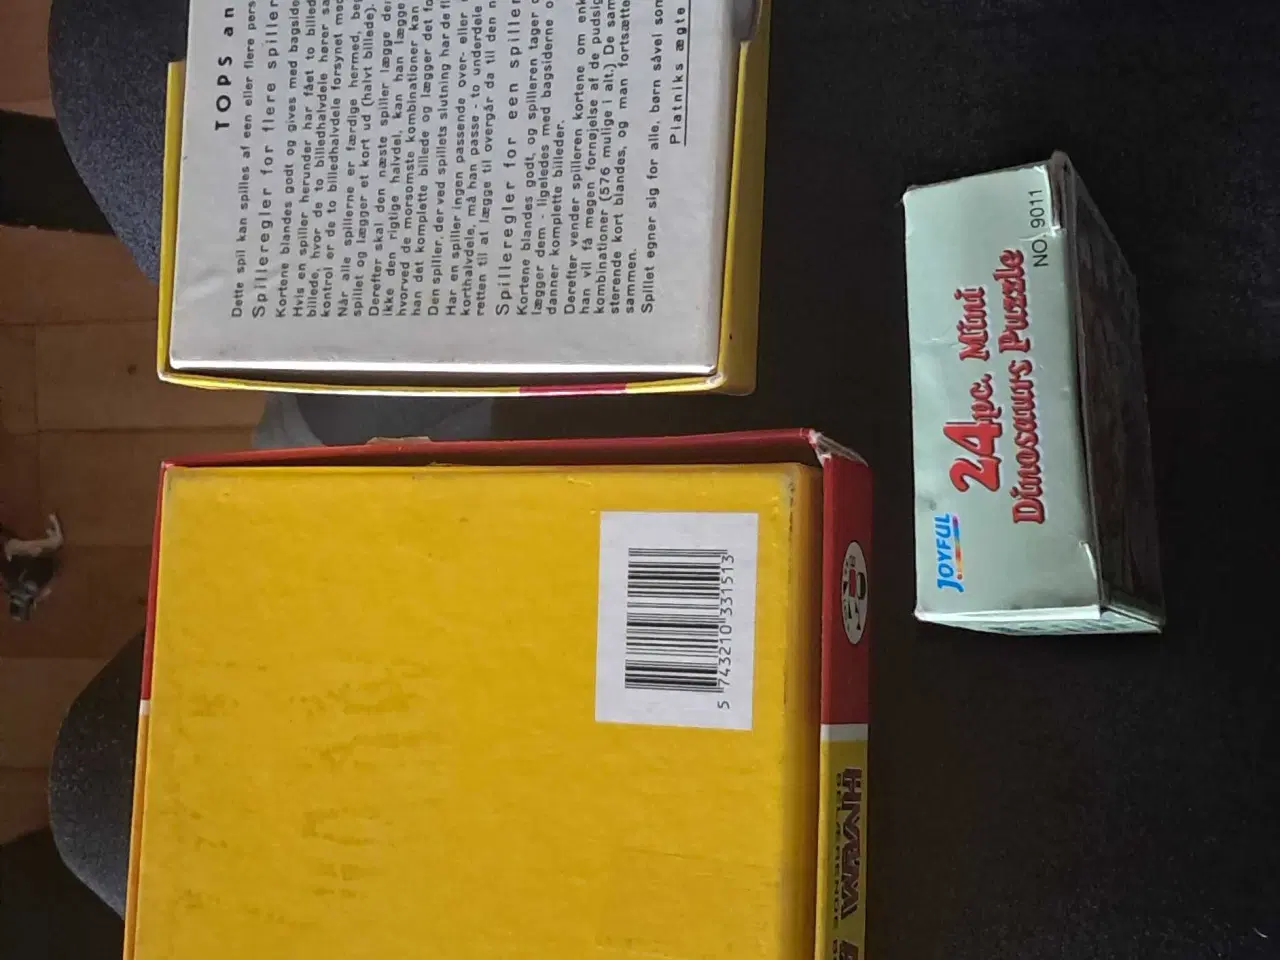 TOPS an
Dette spil kan spilles af een eller flere pers
Spilleregler for flere spiller
Kortene blandes godt og gives med bagside
Hvis en spiller herunder har fået to billed
billede, hvor de to billedhalvdele hører sa
kontrol er de to billedhalvdele forsynet med
Når alle spillerne er færdige hermed, be
spillet og lægger et kort ud (halvt billede).
Derefter skal den næste spiller lægge den
ikke den rigtige halvdel, kan han lægge
hvorved de morsomste kombinationer kan
han det komplette billede og lægger det fo
Den spiller, der ved spillets slutning har de fl
Har en spiller ingen passende over- eller
korthalvdele, må han passe - to underdele
retten til at lægge til overgår da til den n
Spilleregler for een spiller
Kortene blandes godt, og spilleren tager
lægger dem - ligeledes med bagsiderne o
danner komplette billeder.
Derefter vender spilleren kortene om enk
han vil få megen fornøjelse af de pudsig
kombinationer (576 mulige i alt.) De sam
sterende kort blandes, og man fortsætte
sammen.
Spillet egner sig for alle, børn såvel som
Platniks ægte
5 743210 331513
JOYFUL
24pc. Mini
Dinosaurs Puzzle
NO. 9011